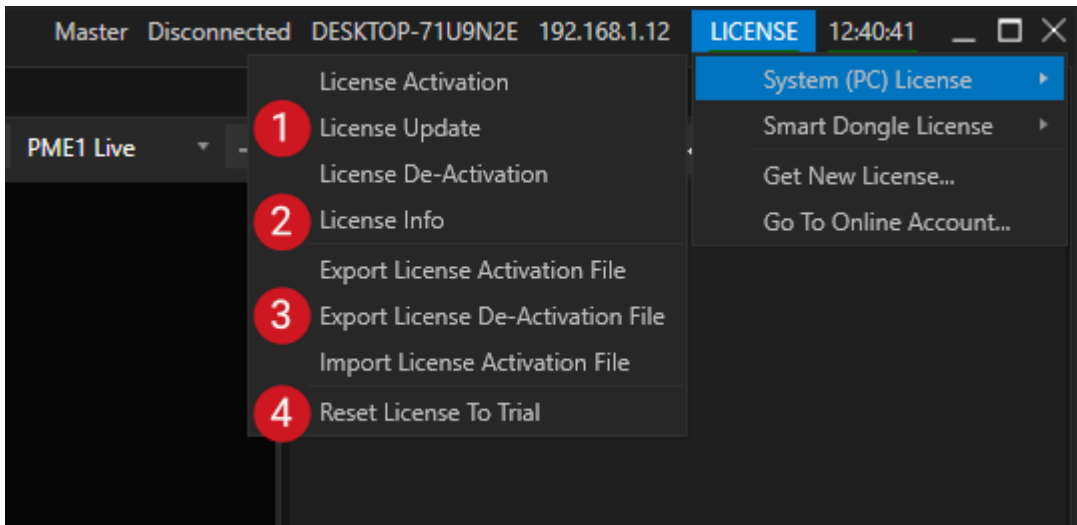 Master Disconnected DESKTOP-71U9N2E 192.168.1.12 LICENSE 12:40:41
License Activation
System (PC) License
1 License Update
Smart Dongle License
PME1 Live
License De-Activation
Get New License...
2 License Info
Go To Online Account...
Export License Activation File
3 Export License De-Activation File
Import License Activation File
4 Reset License To Trial